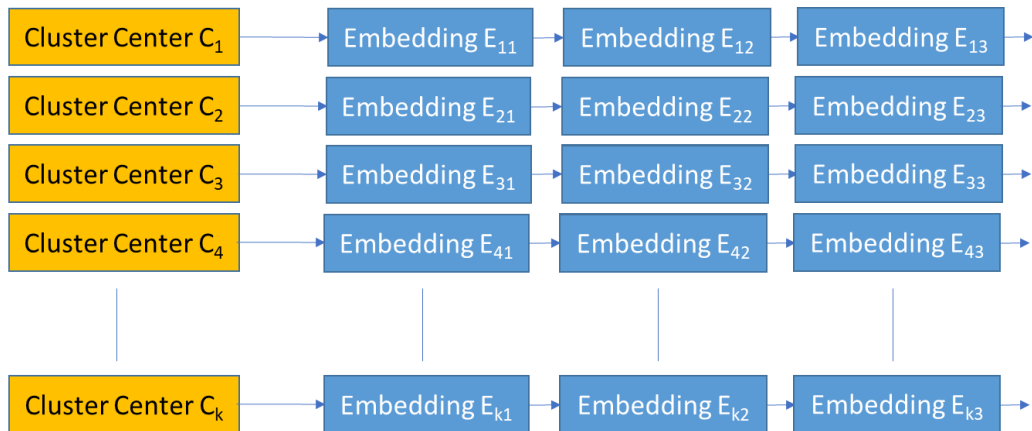 Cluster Center C₁ Embedding E₁₁ Embedding E₁₂ Embedding E₁₃
Cluster Center C₂ Embedding E₂₁ Embedding E₂₂ Embedding E₂₃
Cluster Center C₃ Embedding E₃₁ Embedding E₃₂ Embedding E₃₃
Cluster Center C₄ Embedding E₄₁ Embedding E₄₂ Embedding E₄₃
Cluster Center Cₖ Embedding Eₖ₁ Embedding Eₖ₂ Embedding Eₖ₃